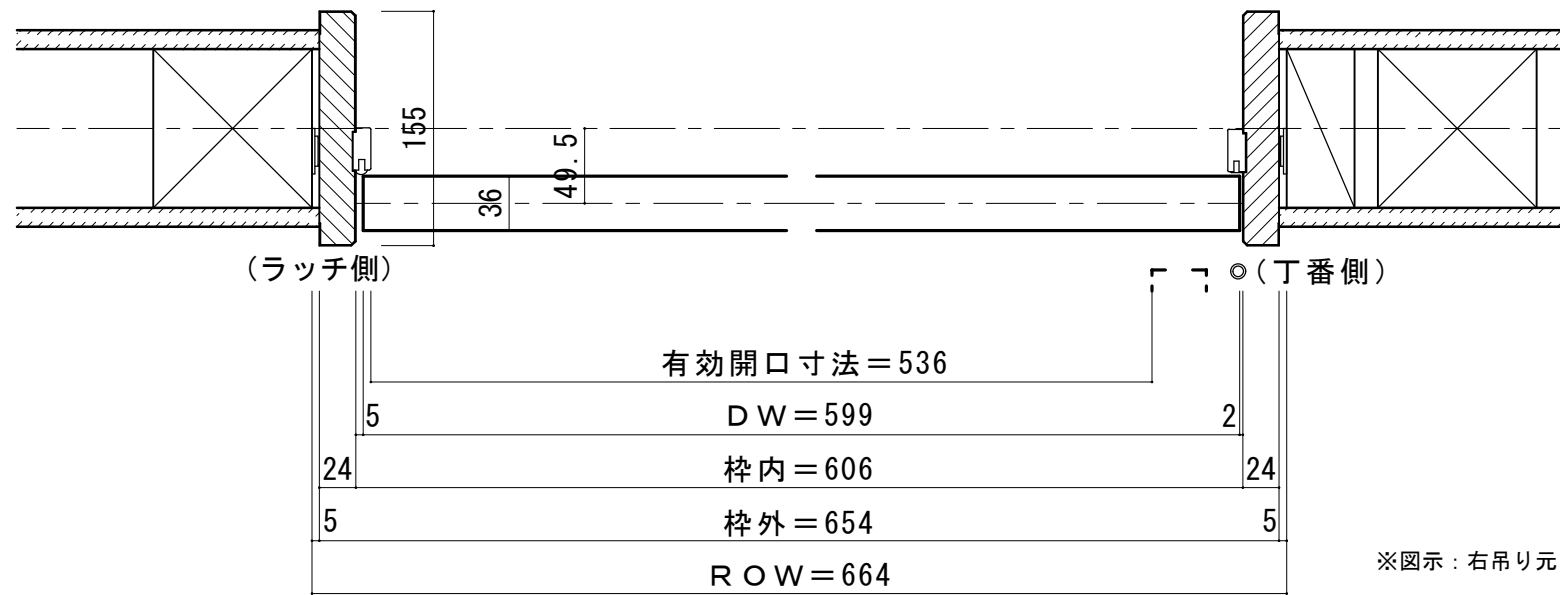 155
49.5
36
(ラッチ側)
◎(丁番側)
有効開口寸法=536
5 DW=599 2
24 枠内=606 24
5 枠外=654 5
ROW=664
※図示:右吊り元